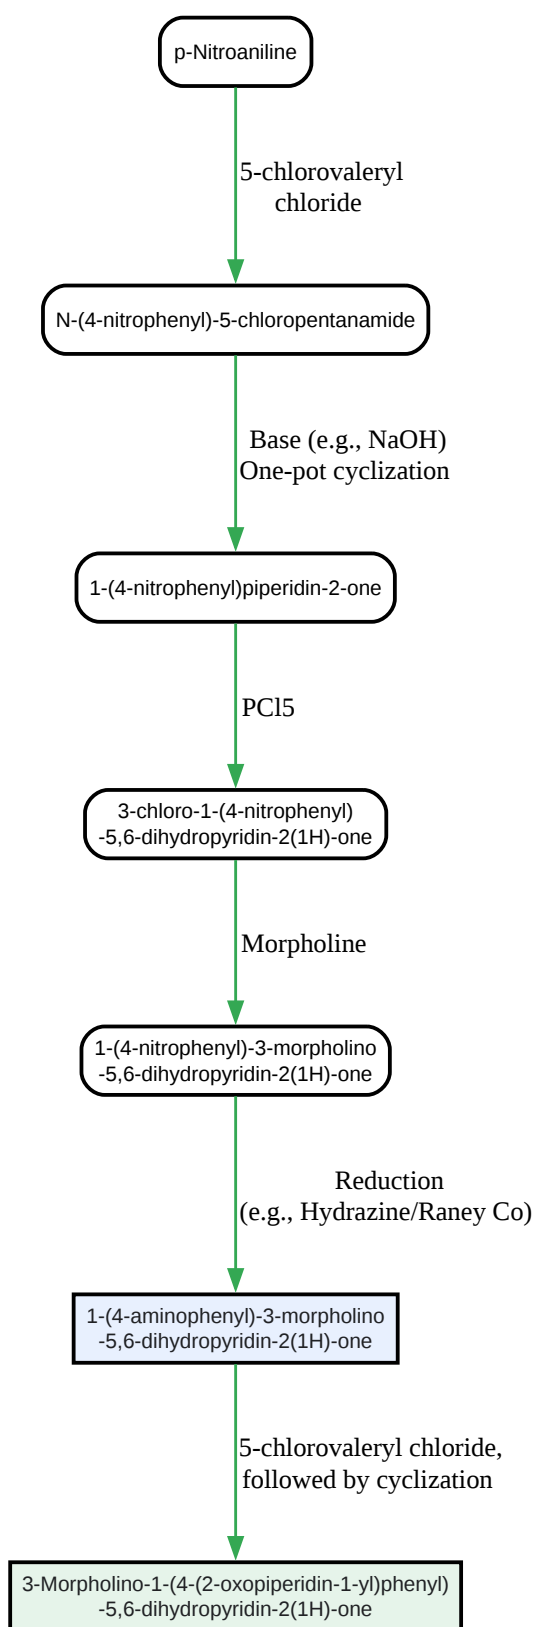 p-Nitroaniline
5-chlorovaleryl
chloride
N-(4-nitrophenyl)-5-chloropentanamide
Base (e.g., NaOH)
One-pot cyclization
1-(4-nitrophenyl)piperidin-2-one
PCl5
3-chloro-1-(4-nitrophenyl)
-5,6-dihydropyridin-2(1H)-one
Morpholine
1-(4-nitrophenyl)-3-morpholino
-5,6-dihydropyridin-2(1H)-one
Reduction
(e.g., Hydrazine/Raney Co)
1-(4-aminophenyl)-3-morpholino
-5,6-dihydropyridin-2(1H)-one
5-chlorovaleryl chloride,
followed by cyclization
3-Morpholino-1-(4-(2-oxopiperidin-1-yl)phenyl)
-5,6-dihydropyridin-2(1H)-one